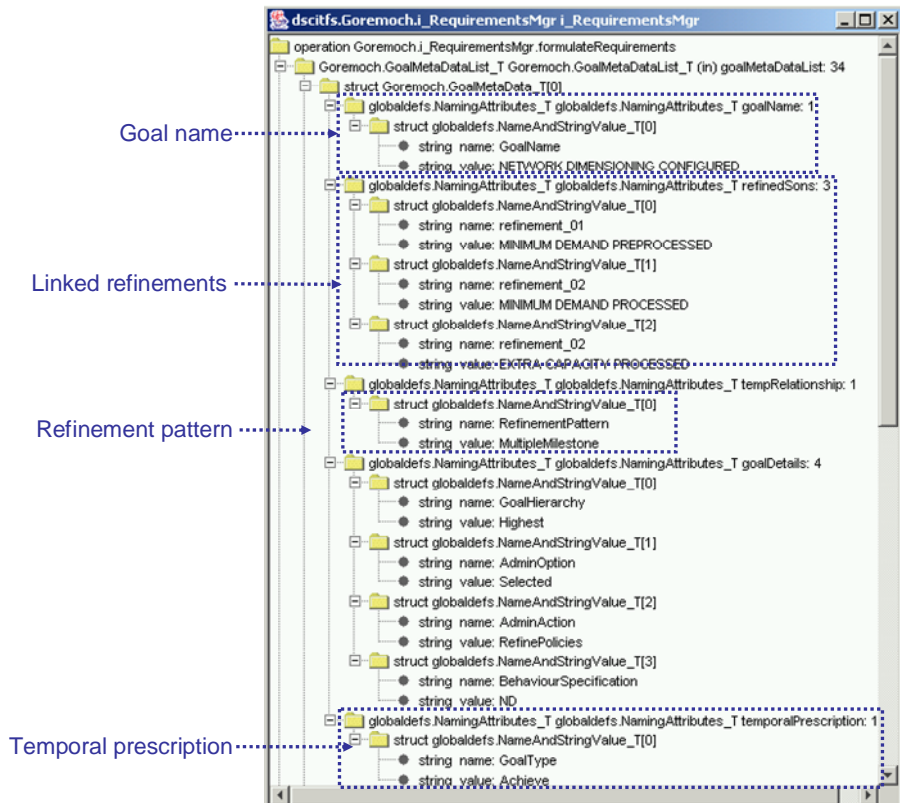 dscitfs.Goremoch.i_RequirementsMgr i_RequirementsMgr
operation Goremoch.i_RequirementsMgr.formulateRequirements
Goremoch.GoalMetaDataList_T Goremoch.GoalMetaDataList_T (in) goalMetaDataList: 34
struct Goremoch.GoalMetaData_T[0]
globaldefs.NamingAttributes_T globaldefs.NamingAttributes_T goalName: 1
Goal name
struct globaldefs.NameAndStringValue_T[0]
string name: GoalName
string value: NETWORK DIMENSIONING CONFIGURED
globaldefs.NamingAttributes_T globaldefs.NamingAttributes_T refinedSons: 3
struct globaldefs.NameAndStringValue_T[0]
string name: refinement_01
string value: MINIMUM DEMAND PREPROCESSED
struct globaldefs.NameAndStringValue_T[1]
Linked refinements
string name: refinement_02
string value: MINIMUM DEMAND PROCESSED
struct globaldefs.NameAndStringValue_T[2]
string name: refinement_02
string value: EXTRA CAPACITY PROCESSED
globaldefs.NamingAttributes_T globaldefs.NamingAttributes_T tempRelationship: 1
struct globaldefs.NameAndStringValue_T[0]
Refinement pattern
string name: RefinementPattern
string value: MultipleMilestone
globaldefs.NamingAttributes_T globaldefs.NamingAttributes_T goalDetails: 4
struct globaldefs.NameAndStringValue_T[0]
string name: GoalHierarchy
string value: Highest
struct globaldefs.NameAndStringValue_T[1]
string name: AdminOption
string value: Selected
struct globaldefs.NameAndStringValue_T[2]
string name: AdminAction
string value: RefinePolicies
struct globaldefs.NameAndStringValue_T[3]
string name: BehaviourSpecification
string value: ND
globaldefs.NamingAttributes_T globaldefs.NamingAttributes_T temporalPrescription: 1
Temporal prescription
struct globaldefs.NameAndStringValue_T[0]
string name: GoalType
string value: Achieve